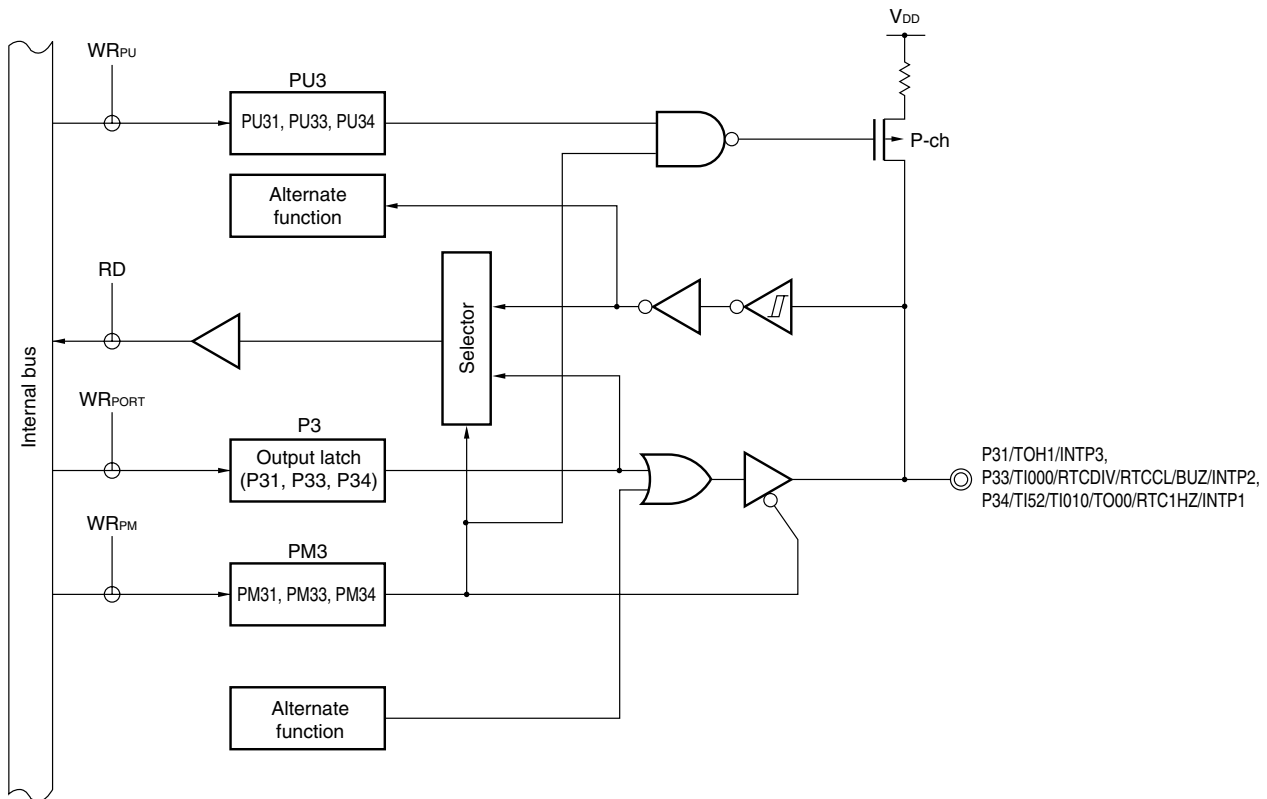 VDD
WRPU
PU3
PU31, PU33, PU34
P-ch
Alternate
function
RD
Selector
Internal bus
WRPORT
P3
Output latch
(P31, P33, P34)
P31/TOH1/INTP3,
P33/TI000/RTCDIV/RTCCL/BUZ/INTP2,
P34/TI52/TI010/TO00/RTC1HZ/INTP1
WRPM
PM3
PM31, PM33, PM34
Alternate
function